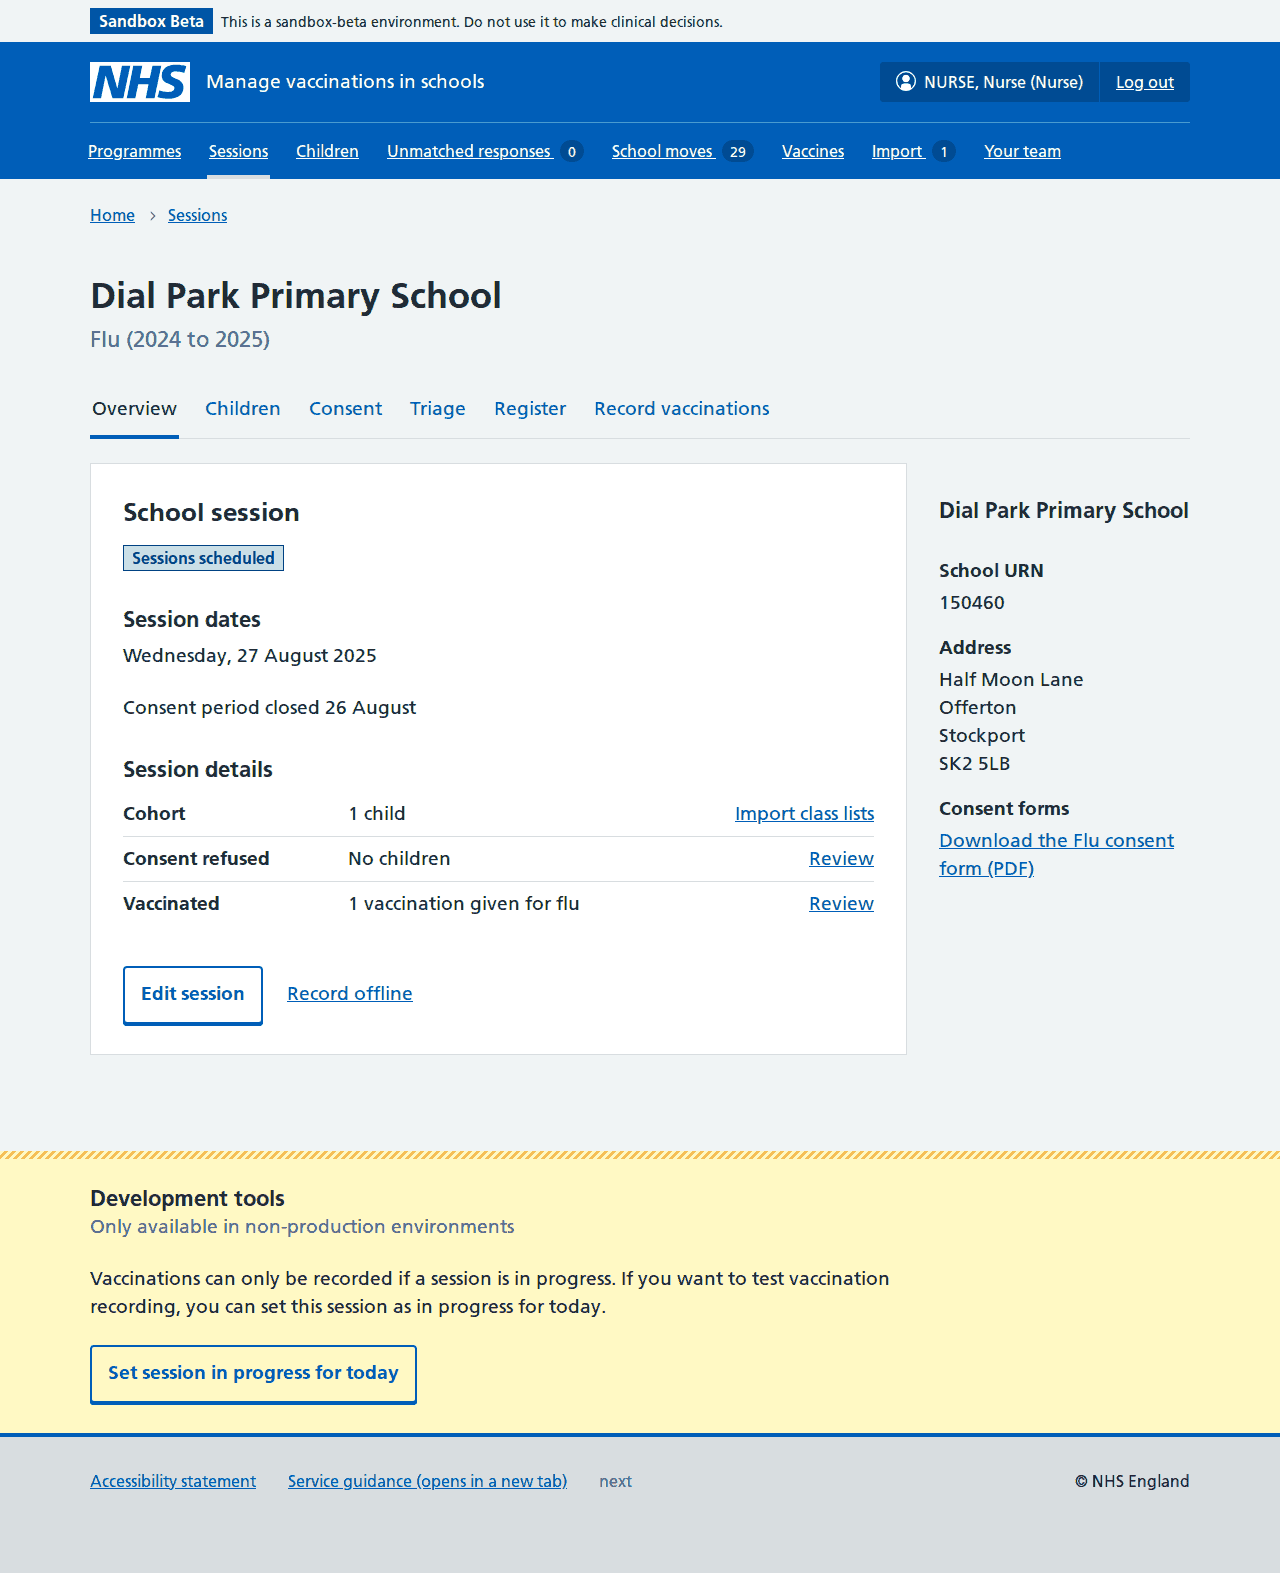 Sandbox Beta This is a sandbox-beta environment. Do not use it to make clinical decisions.
NHS Manage vaccinations in schools NURSE, Nurse (Nurse) Log out
Programmes Sessions Children Unmatched responses 0 School moves 29 Vaccines Import 1 Your team
Home Sessions
Dial Park Primary School
Flu (2024 to 2025)
Overview Children Consent Triage Register Record vaccinations
School session
Sessions scheduled
Session dates
Wednesday, 27 August 2025
Consent period closed 26 August
Session details
Cohort 1 child Import class lists
Consent refused No children Review
Vaccinated 1 vaccination given for flu Review
Edit session Record offline
Dial Park Primary School
School URN
150460
Address
Half Moon Lane
Offerton
Stockport
SK2 5LB
Consent forms
Download the Flu consent
form (PDF)
Development tools
Only available in non-production environments
Vaccinations can only be recorded if a session is in progress. If you want to test vaccination
recording, you can set this session as in progress for today.
Set session in progress for today
Accessibility statement Service guidance (opens in a new tab) next © NHS England